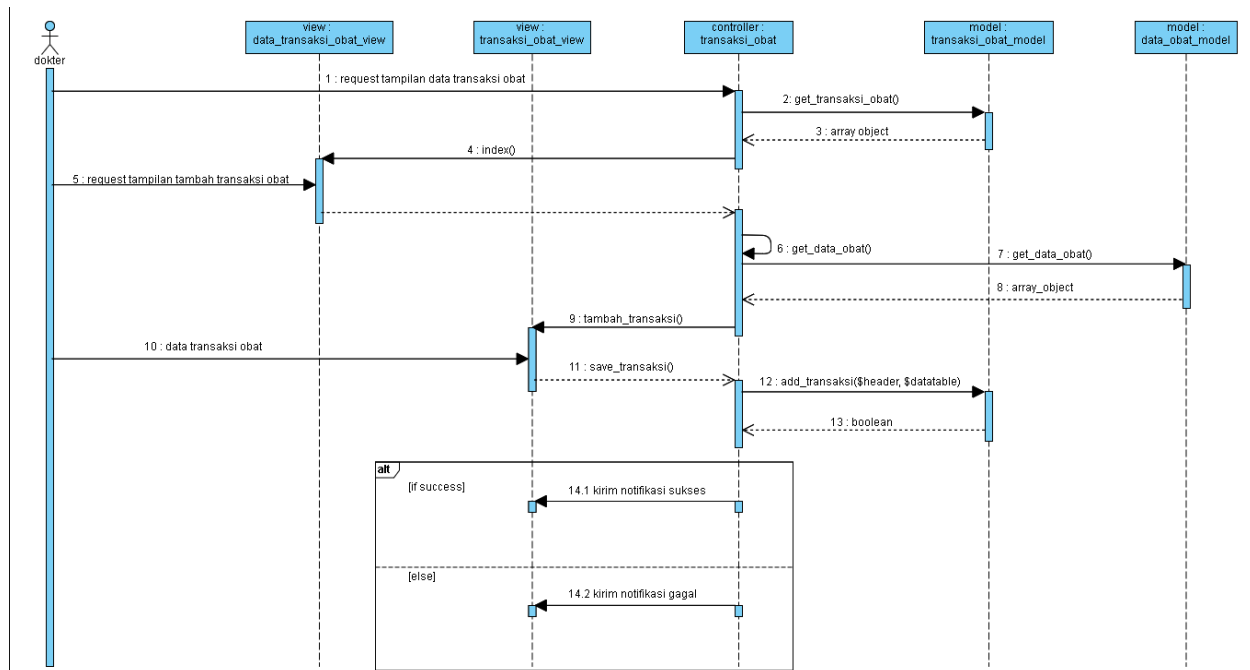 dokter
view :
data_transaksi_obat_view
view :
transaksi_obat_view
controller :
transaksi_obat
model :
transaksi_obat_model
model :
data_obat_model
1 : request tampilan data transaksi obat
2: get_transaksi_obat()
3 : array object
4 : index()
5 : request tampilan tambah transaksi obat
6 : get_data_obat()
7 : get_data_obat()
8 : array_object
9 : tambah_transaksi()
10 : data transaksi obat
11 : save_transaksi()
12 : add_transaksi($header, $datatable)
13 : boolean
alt
[if success]
14.1 kirim notifikasi sukses
[else]
14.2 kirim notifikasi gagal